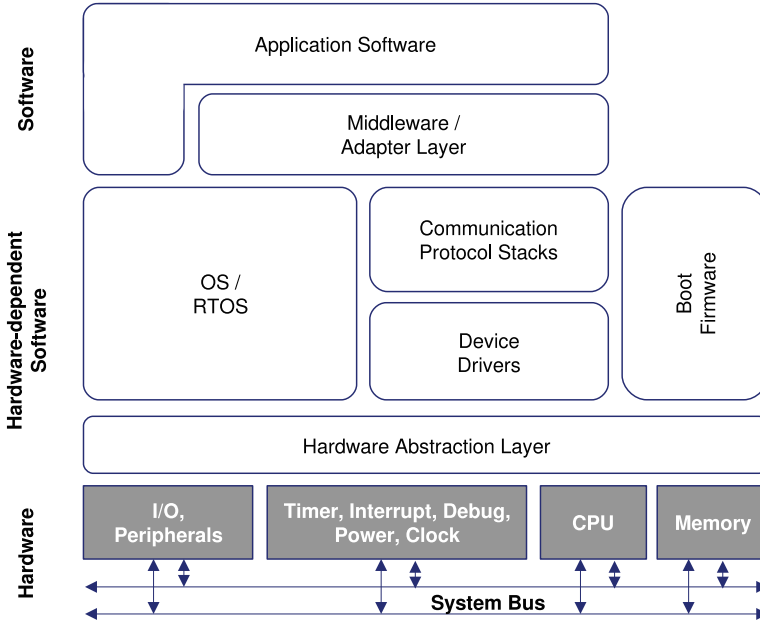 Software
Application Software
Middleware /
Adapter Layer
Hardware-dependent
Software
OS /
RTOS
Communication
Protocol Stacks
Device
Drivers
Boot
Firmware
Hardware Abstraction Layer
Hardware
I/O,
Peripherals
Timer, Interrupt, Debug,
Power, Clock
CPU
Memory
System Bus